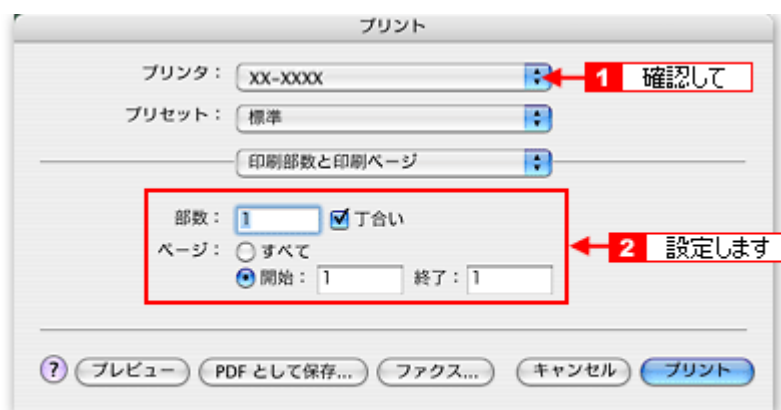 プリント
プリンタ： XX-XXXX 1 確認して
プリセット： 標準
印刷部数と印刷ページ
部数： 1 丁合い
ページ： すべて
開始： 1 終了： 1 2 設定します
? プレビュー PDF として保存... ファクス... キャンセル プリント